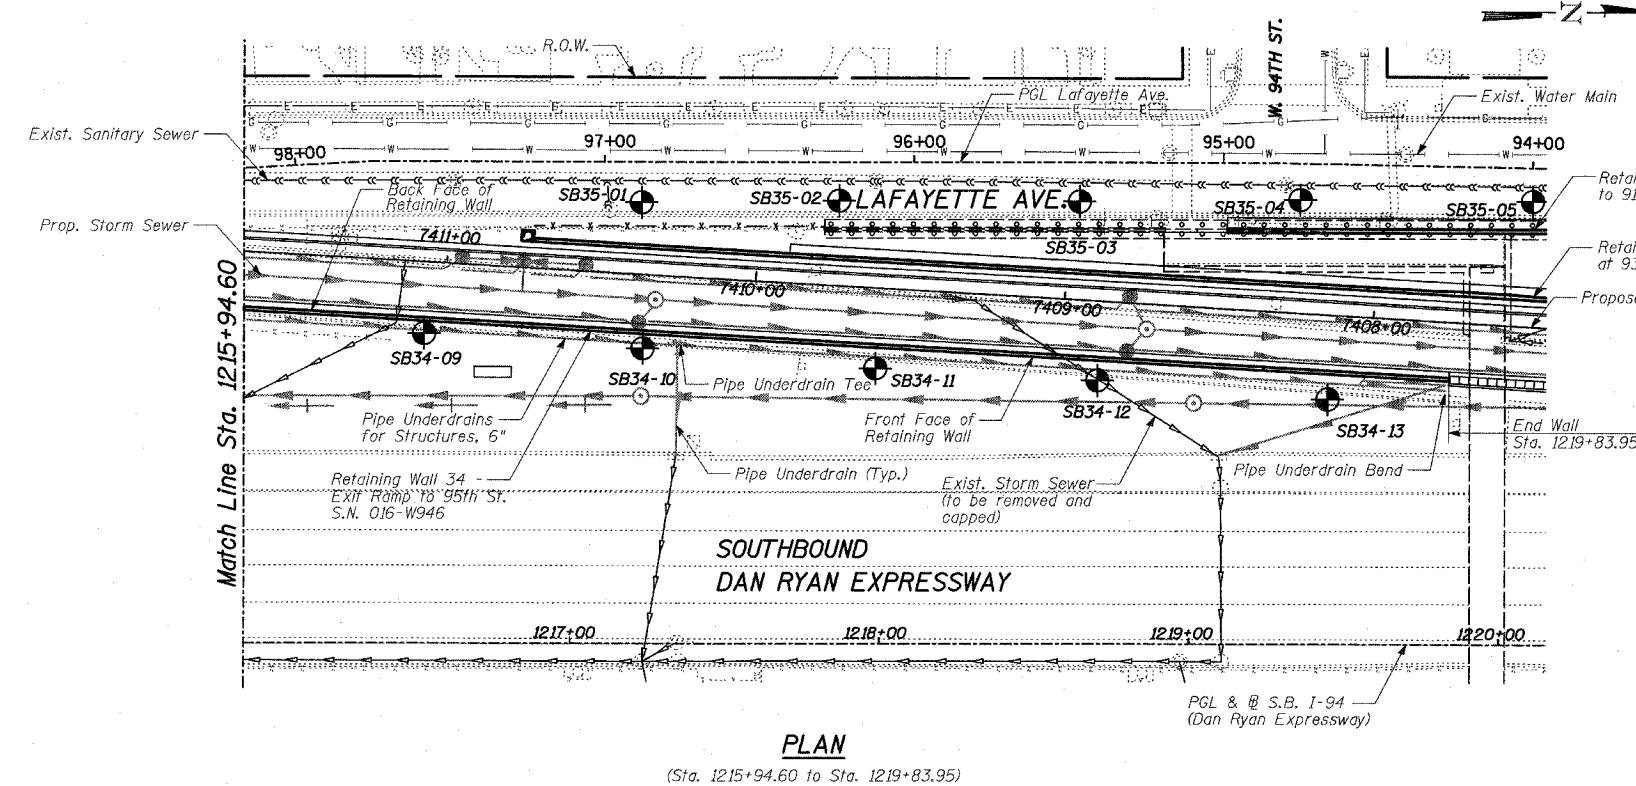 N
R.O.W.
W. 94TH ST.
PGL Lafayette Ave.
Exist. Water Main
Exist. Sanitary Sewer
98+00
97+00
96+00
95+00
94+00
Back Face of
Retaining Wall
SB35-01
SB35-02
LAFAYETTE AVE.
SB35-04
SB35-05
Retai
to 91
Prop. Storm Sewer
7411+00
SB35-03
Retai
at 93
7410+00
7409+00
7408+00
Propose
Match Line Sta. 1215+94.60
SB34-09
SB34-10
Pipe Underdrain Tee
SB34-11
SB34-12
SB34-13
Pipe Underdrains
for Structures, 6"
Front Face of
Retaining Wall
End Wall
Sta. 1219+83.95
Retaining Wall 34 -
Exit Ramp to 95th St.
S.N. 016-W946
Pipe Underdrain (Typ.)
Exist. Storm Sewer
(to be removed and
capped)
Pipe Underdrain Bend
SOUTHBOUND
DAN RYAN EXPRESSWAY
1217+00
1218+00
1219+00
1220+00
PGL & ⅊ S.B. I-94
(Dan Ryan Expressway)
PLAN
(Sta. 1215+94.60 to Sta. 1219+83.95)